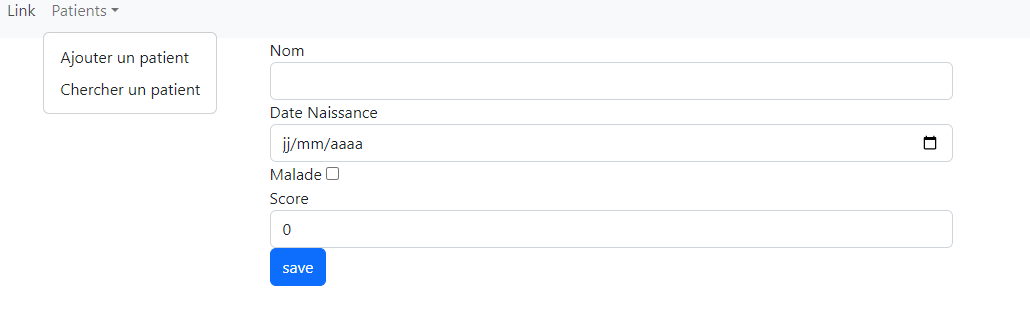 Link Patients
Ajouter un patient
Chercher un patient
Nom
Date Naissance
jj/mm/aaaa
Malade
Score
0
save